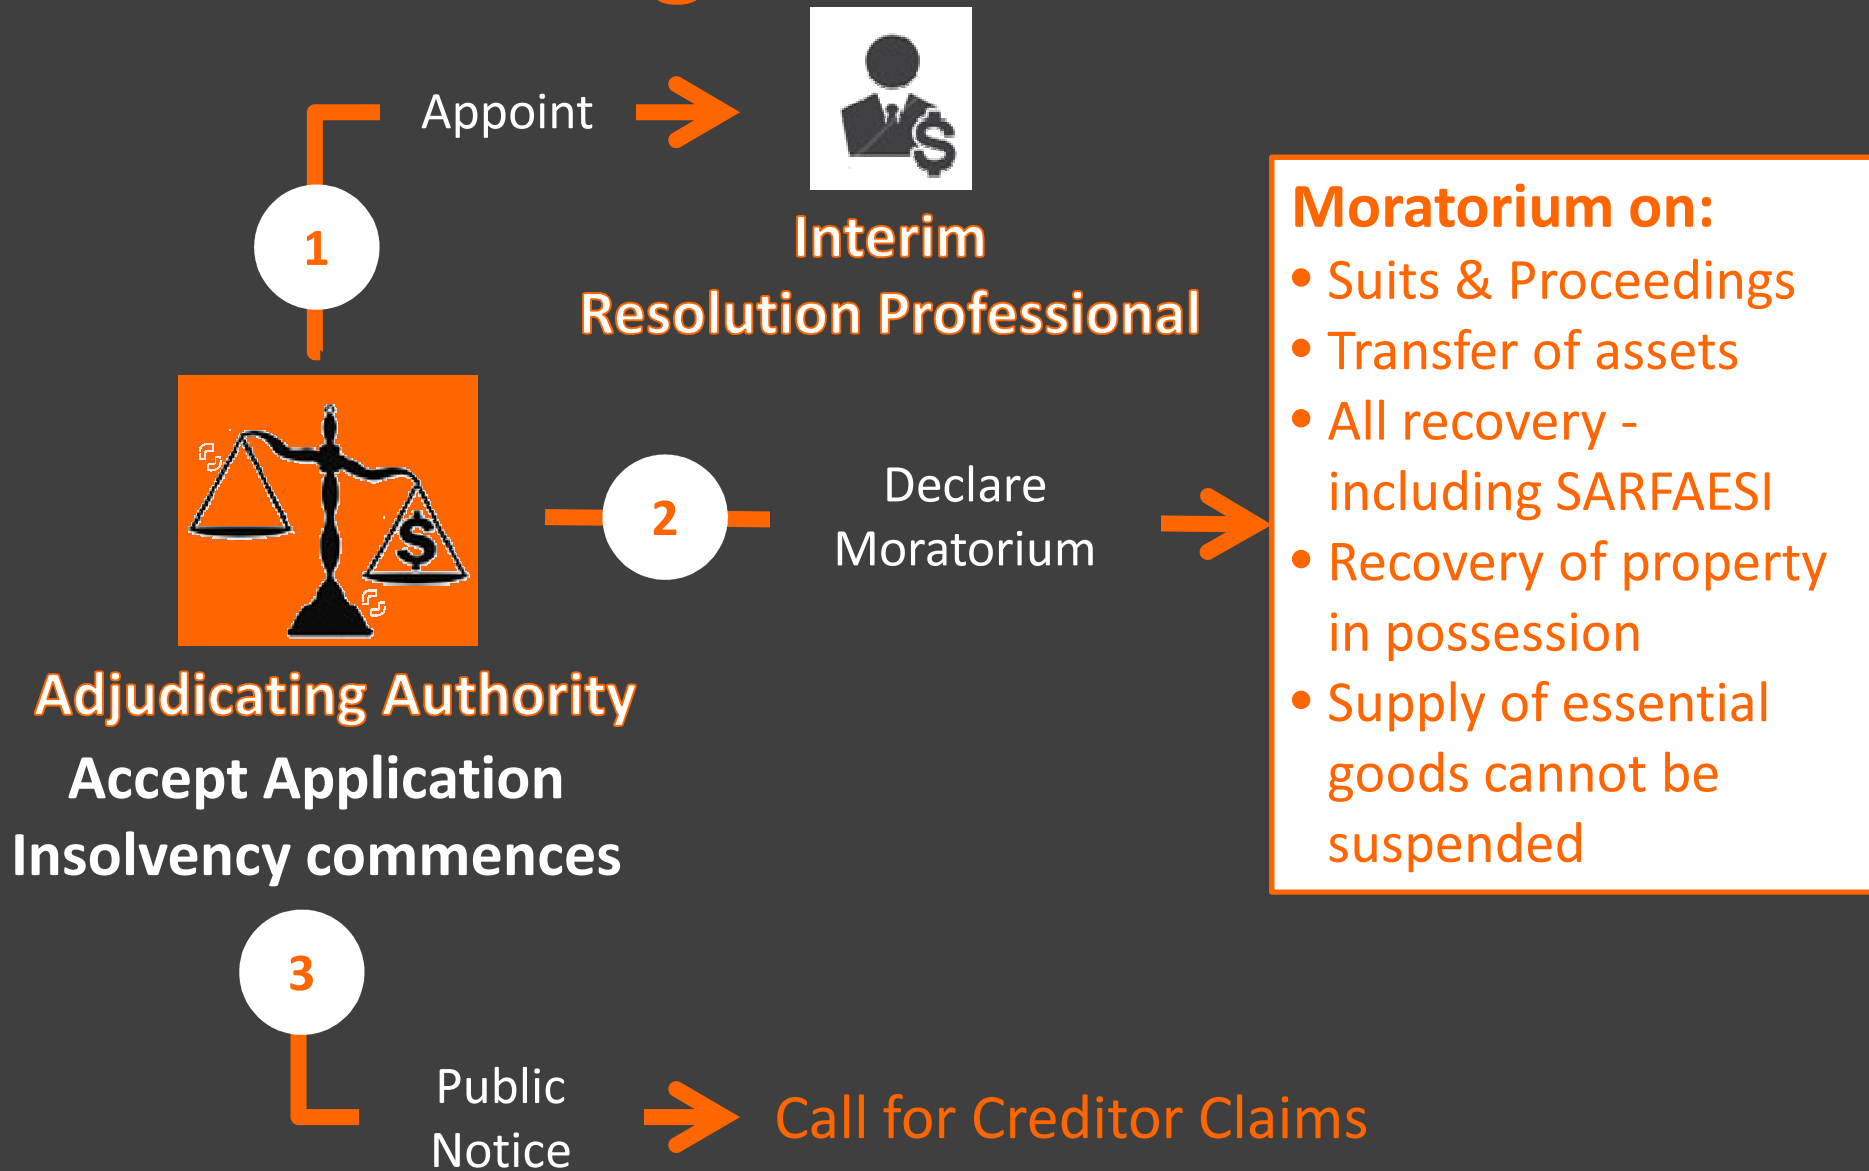 Appoint
1
Interim
Resolution Professional
Moratorium on:
• Suits & Proceedings
• Transfer of assets
• All recovery -
including SARFAESI
• Recovery of property
in possession
• Supply of essential
goods cannot be
suspended
2
Declare
Moratorium
$
$
Adjudicating Authority
Accept Application
Insolvency commences
3
Public
Notice
Call for Creditor Claims